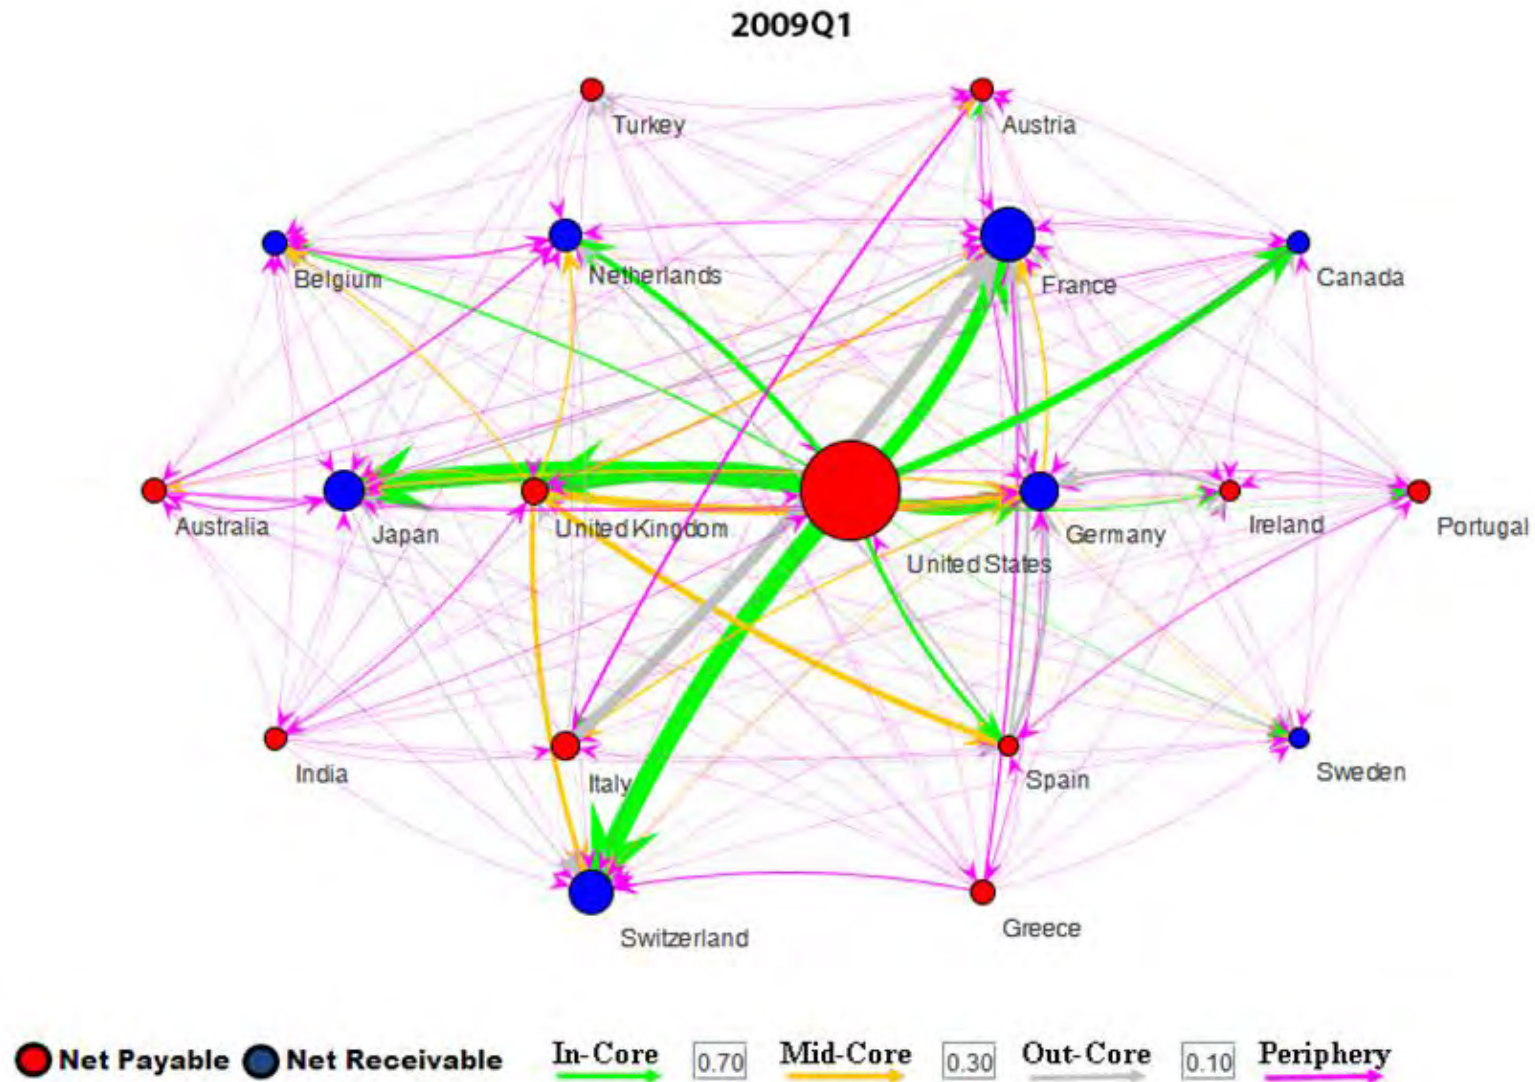 2009Q1
Turkey
Austria
Belgium
Netherlands
France
Canada
Australia
Japan
United Kingdom
United States
Germany
Ireland
Portugal
India
Italy
Spain
Sweden
Switzerland
Greece
Net Payable Net Receivable In-Core 0.70 Mid-Core 0.30 Out-Core 0.10 Periphery